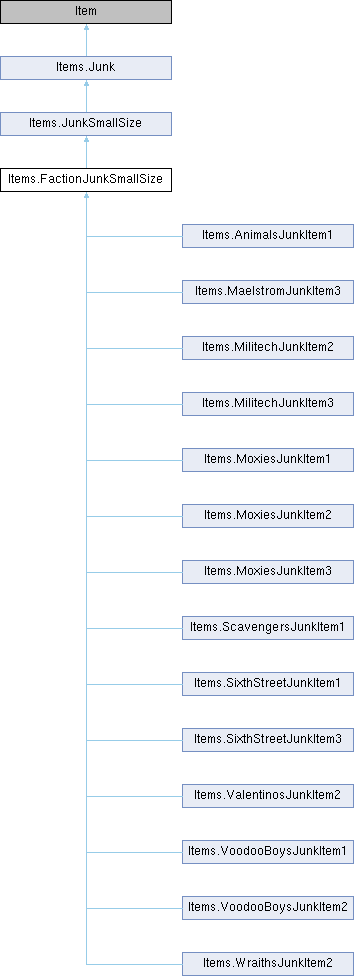 Item
Items.Junk
Items.JunkSmallSize
Items.FactionJunkSmallSize
Items.AnimalsJunkItem1
Items.MaelstromJunkItem3
Items.MilitechJunkItem2
Items.MilitechJunkItem3
Items.MoxiesJunkItem1
Items.MoxiesJunkItem2
Items.MoxiesJunkItem3
Items.ScavengersJunkItem1
Items.SixthStreetJunkItem1
Items.SixthStreetJunkItem3
Items.ValentinosJunkItem2
Items.VoodooBoysJunkItem1
Items.VoodooBoysJunkItem2
Items.WraithsJunkItem2